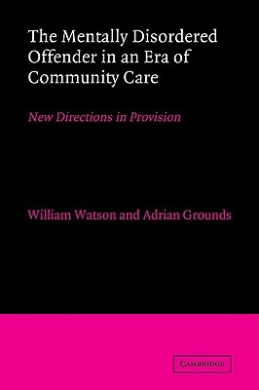 The Mentally Disordered
Offender in an Era of
Community Care
New Directions in Provision
William Watson and Adrian Grounds
CAMBRIDGE